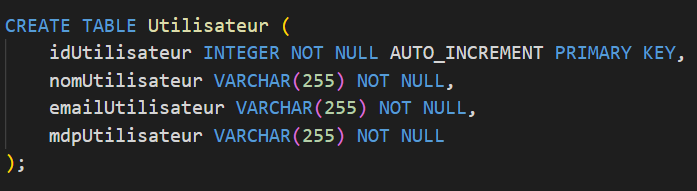 CREATE TABLE Utilisateur (
    idUtilisateur INTEGER NOT NULL AUTO_INCREMENT PRIMARY KEY,
    nomUtilisateur VARCHAR(255) NOT NULL,
    emailUtilisateur VARCHAR(255) NOT NULL,
    mdpUtilisateur VARCHAR(255) NOT NULL
);